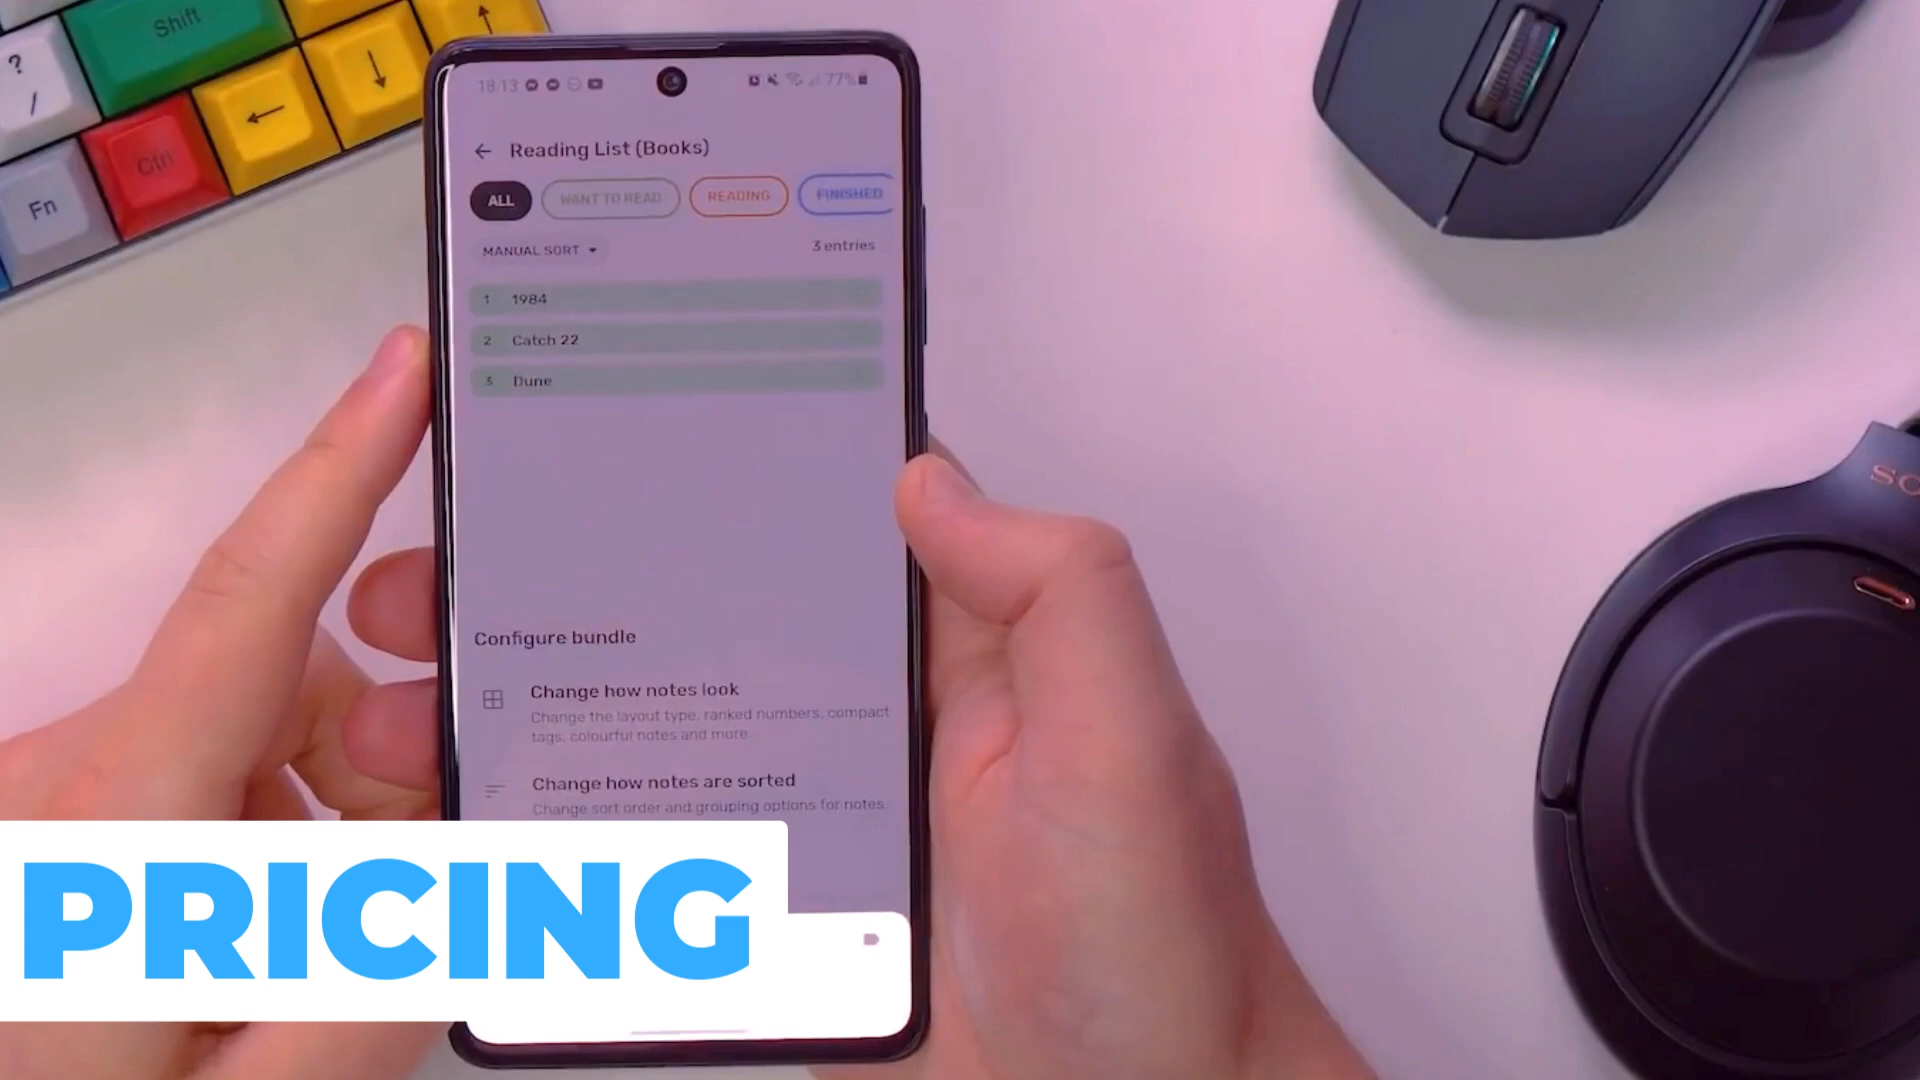 Shift
?
/
Ctrl
Fn
18:13
77%
Reading List (Books)
ALL
WANT TO READ
READING
FINISHED
MANUAL SORT
3 entries
1 1984
2 Catch 22
3 Dune
Configure bundle
Change how notes look
Change the layout type, ranked numbers, compact
tags, colourful notes and more
Change how notes are sorted
Change sort order and grouping options for notes.
PRICING